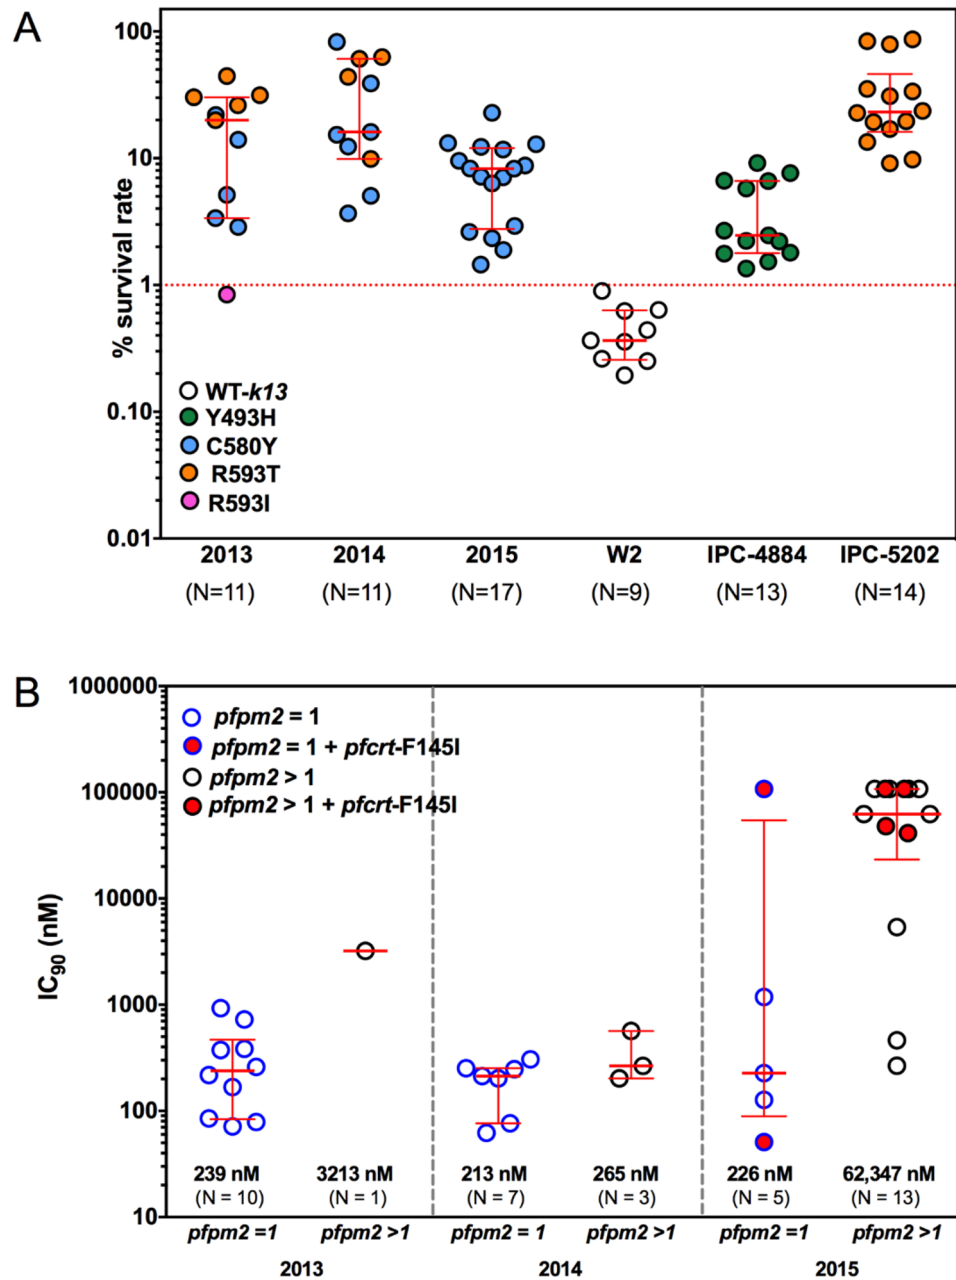 A
100
10
1
0.10
0.01
% survival rate
WT-k13
Y493H
C580Y
R593T
R593I
2013 2014 2015 W2 IPC-4884 IPC-5202
(N=11) (N=11) (N=17) (N=9) (N=13) (N=14)
B
1000000
100000
10000
1000
100
10
IC90 (nM)
pfpm2 = 1
pfpm2 = 1 + pfcrt-F145I
pfpm2 > 1
pfpm2 > 1 + pfcrt-F145I
239 nM 3213 nM 213 nM 265 nM 226 nM 62,347 nM
(N = 10) (N = 1) (N = 7) (N = 3) (N = 5) (N = 13)
pfpm2 =1 pfpm2 >1 pfpm2 = 1 pfpm2 >1 pfpm2 =1 pfpm2 >1
2013 2014 2015